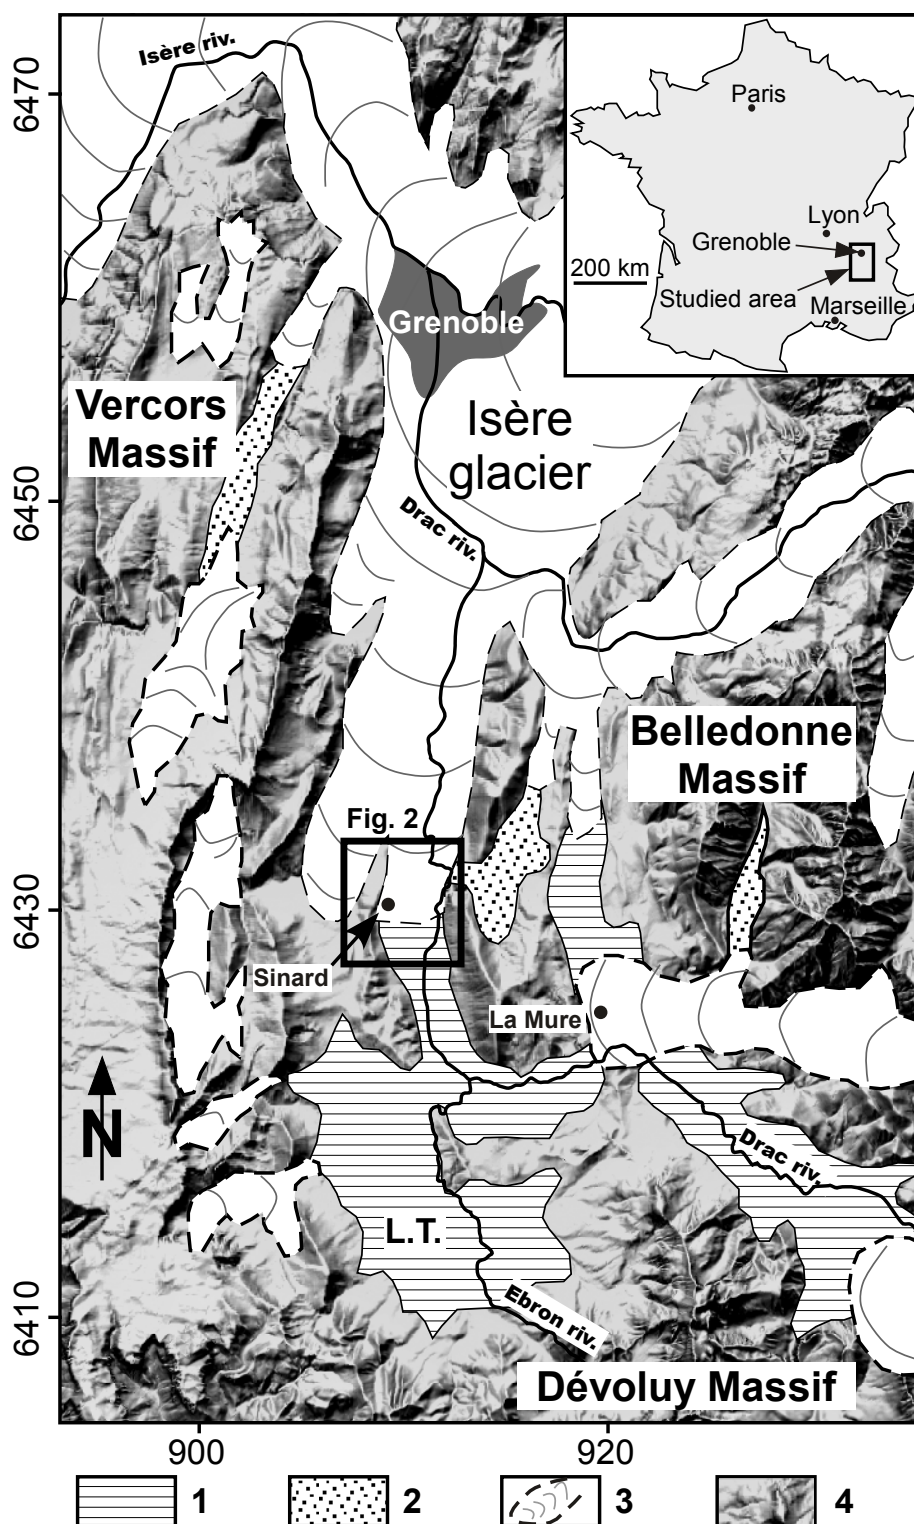 Isère riv.
6470
Paris
Lyon
Grenoble
200 km
Studied area
Marseille
Grenoble
Vercors
Massif
Isère
glacier
6450
Drac riv.
Belledonne
Massif
Fig. 2
6430
Sinard
La Mure
N
Drac riv.
L.T.
6410
Ebron riv.
Dévoluy Massif
900
920
1
2
3
4